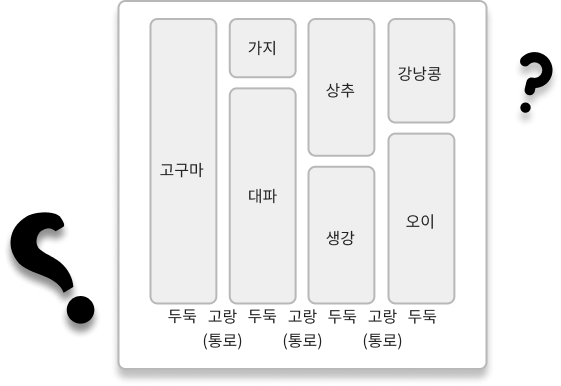 가지
강낭콩
상추
고구마
대파
오이
생강
두둑 고랑 두둑 고랑 두둑 고랑 두둑
(통로) (통로) (통로)
?
?